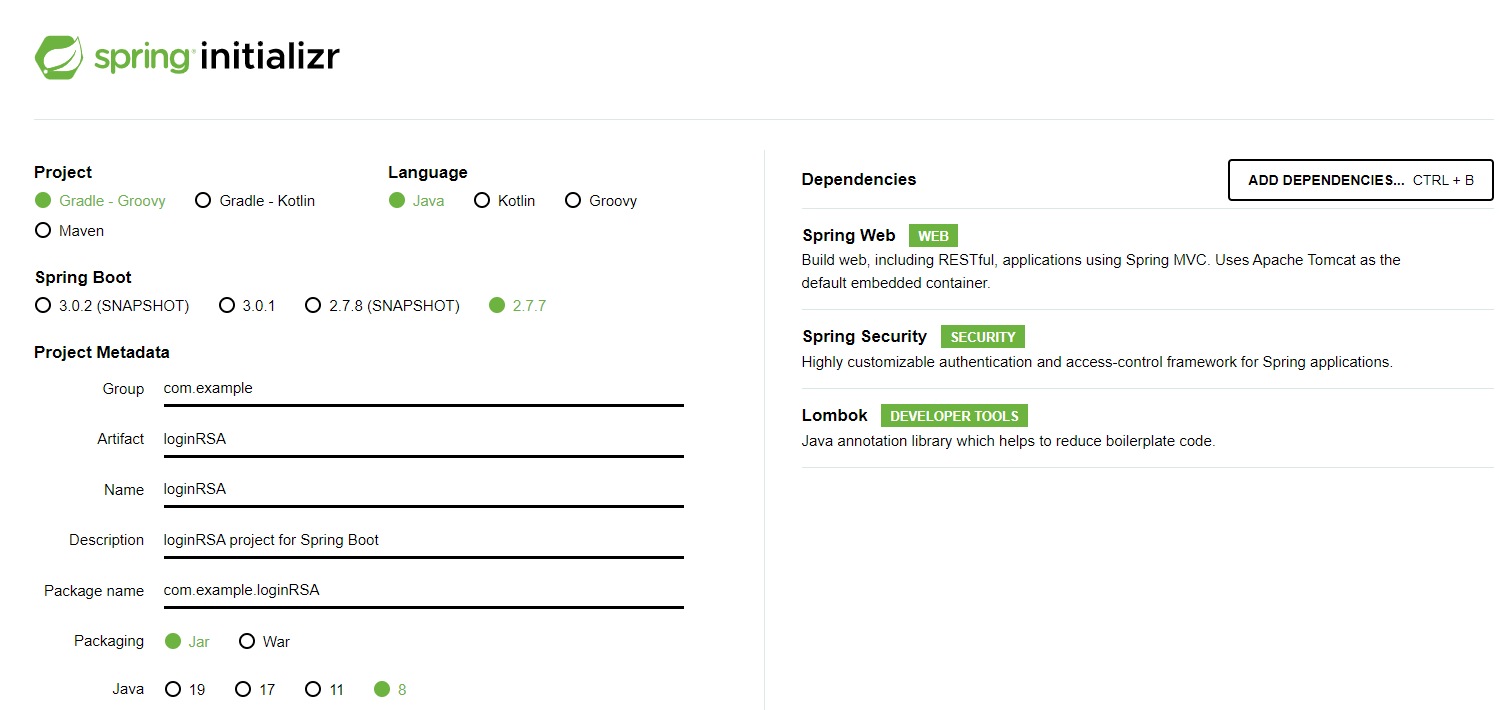 spring initializr
Project
Gradle - Groovy Gradle - Kotlin
Maven
Language
Java Kotlin Groovy
Spring Boot
3.0.2 (SNAPSHOT) 3.0.1 2.7.8 (SNAPSHOT) 2.7.7
Project Metadata
Group com.example
Artifact loginRSA
Name loginRSA
Description loginRSA project for Spring Boot
Package name com.example.loginRSA
Packaging Jar War
Java 19 17 11 8
Dependencies ADD DEPENDENCIES... CTRL + B
Spring Web WEB
Build web, including RESTful, applications using Spring MVC. Uses Apache Tomcat as the
default embedded container.
Spring Security SECURITY
Highly customizable authentication and access-control framework for Spring applications.
Lombok DEVELOPER TOOLS
Java annotation library which helps to reduce boilerplate code.